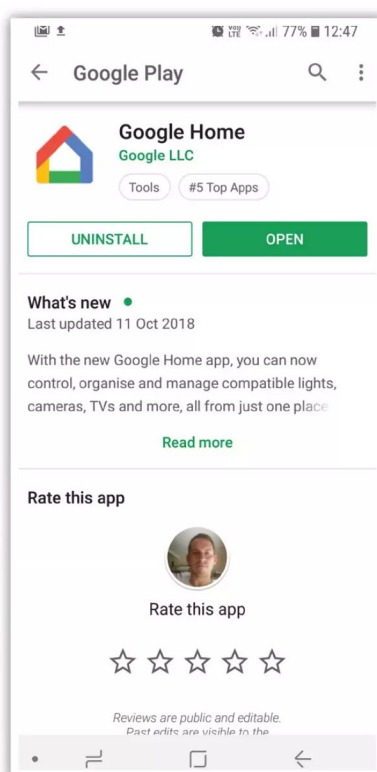 VoLTE 77% 12:47
Google Play
Google Home
Google LLC
Tools #5 Top Apps
UNINSTALL OPEN
What's new
Last updated 11 Oct 2018
With the new Google Home app, you can now
control, organise and manage compatible lights,
cameras, TVs and more, all from just one place
Read more
Rate this app
Rate this app
Reviews are public and editable.
Past edits are visible to the